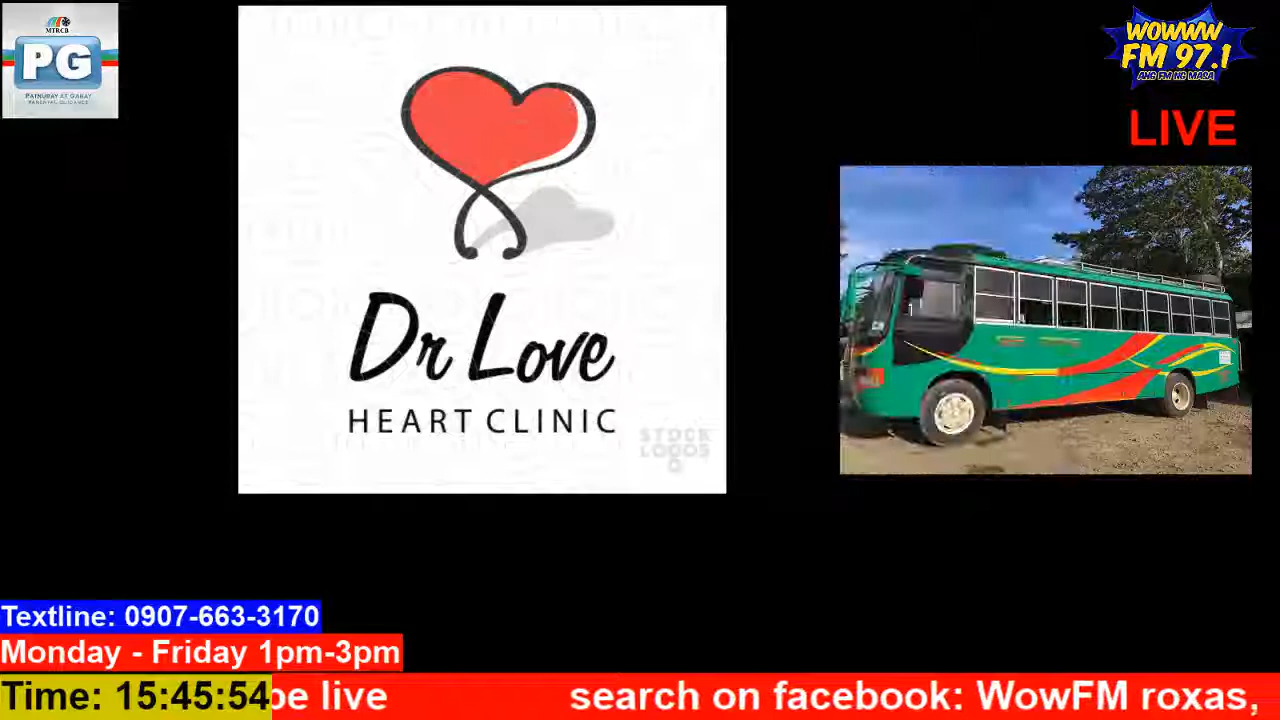 MTRCB
PG
PATNUBAY AT GABAY
PARENTAL GUIDANCE
WOWWW
FM 97.1
ANG FM NG MASA
LIVE
Dr Love
HEART CLINIC
STOCK
LOGOS
Textline: 0907-663-3170
Monday - Friday 1pm-3pm
Time: 15:45:54
be live search on facebook: WowFM roxas,